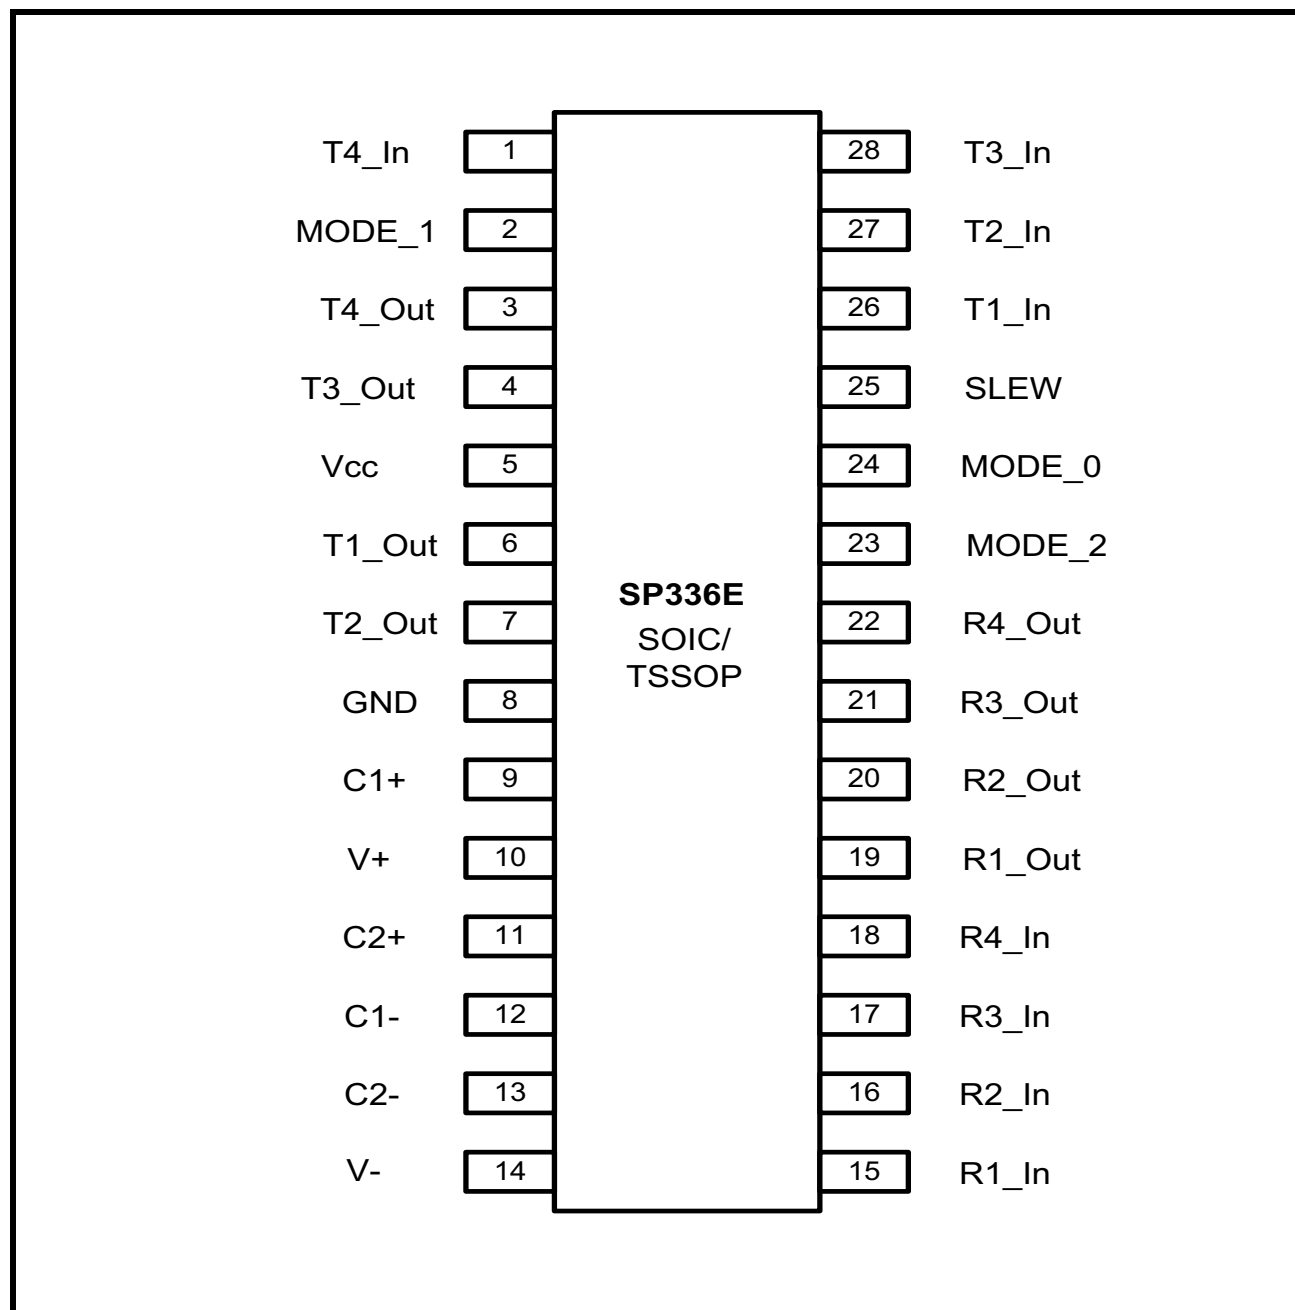 T4_In 1 28 T3_In
MODE_1 2 27 T2_In
T4_Out 3 26 T1_In
T3_Out 4 25 SLEW
Vcc 5 24 MODE_0
T1_Out 6 23 MODE_2
SP336E
T2_Out 7 22 R4_Out
SOIC/
TSSOP
GND 8 21 R3_Out
C1+ 9 20 R2_Out
V+ 10 19 R1_Out
C2+ 11 18 R4_In
C1- 12 17 R3_In
C2- 13 16 R2_In
V- 14 15 R1_In